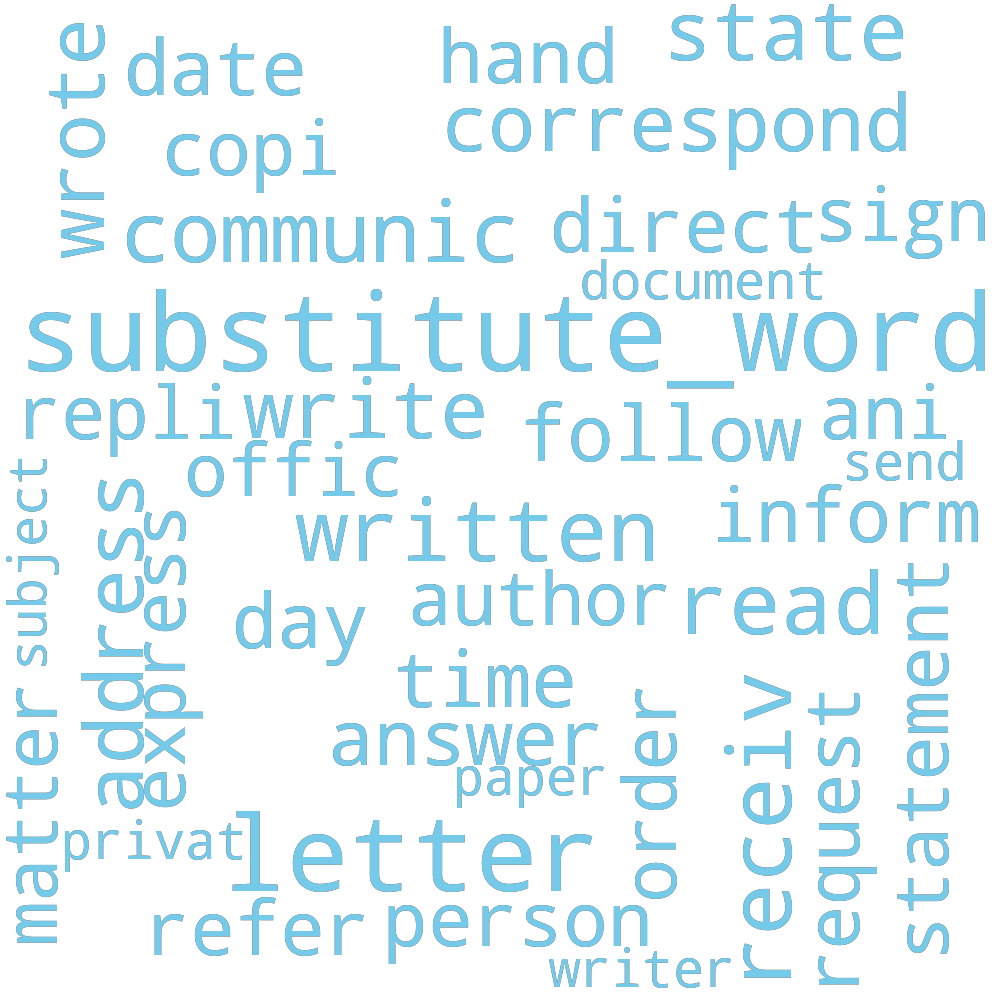 wrote
date
hand
state
copi
correspond
communic
direct
sign
document
substitute_word
repli
write
follow
ani
offic
send
subject
address
express
written
inform
day
author
read
statement
time
matter
answer
order
receiv
request
paper
privat
letter
refer
person
writer